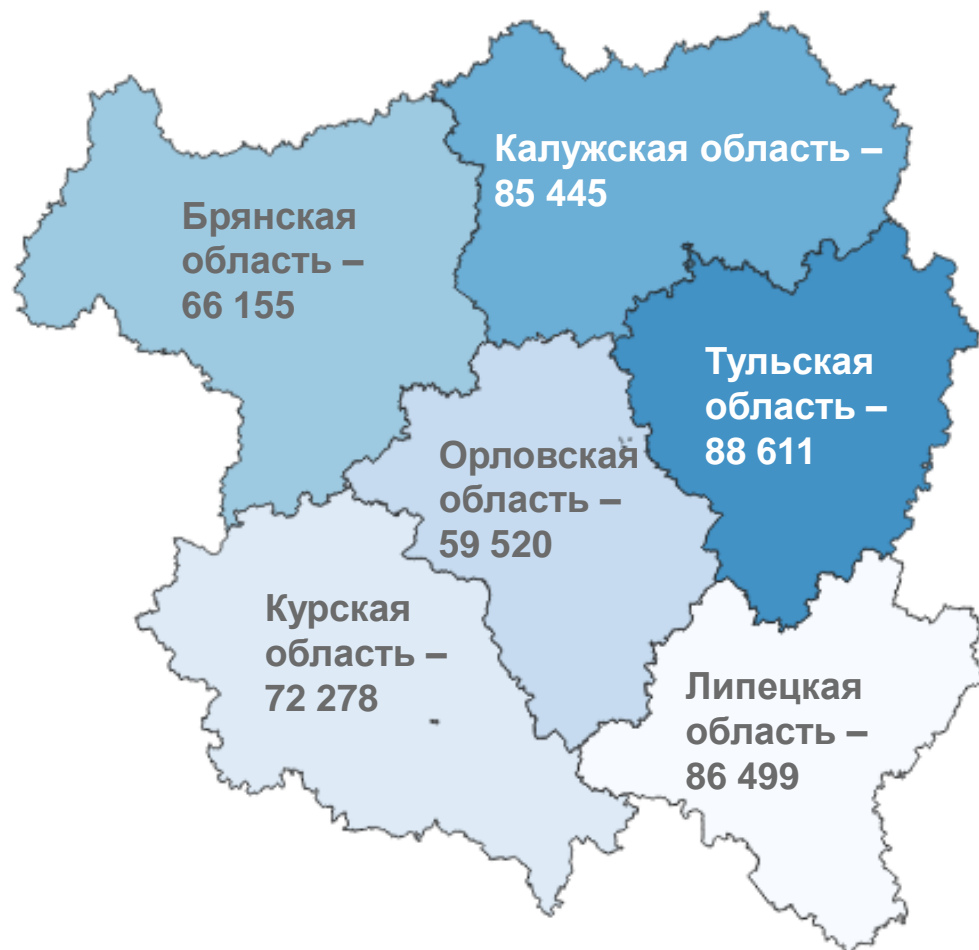 Калужская область –
85 445
Брянская
область –
66 155
Тульская
область –
88 611
Орловская
область –
59 520
Курская
область –
72 278
Липецкая
область –
86 499